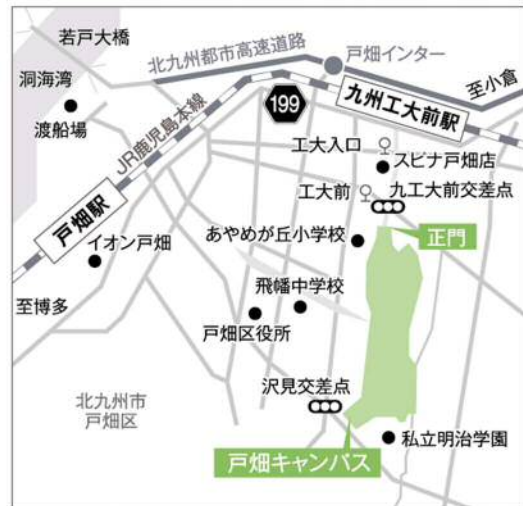 若戸大橋
北九州都市高速道路
戸畑インター
洞海湾
至小倉
渡船場
JR鹿児島本線
199
九州工大前駅
工大入口
スピナ戸畑店
戸畑駅
工大前
九工大前交差点
イオン戸畑
あやめが丘小学校
正門
至博多
飛幡中学校
戸畑区役所
沢見交差点
北九州市
戸畑区
私立明治学園
戸畑キャンパス